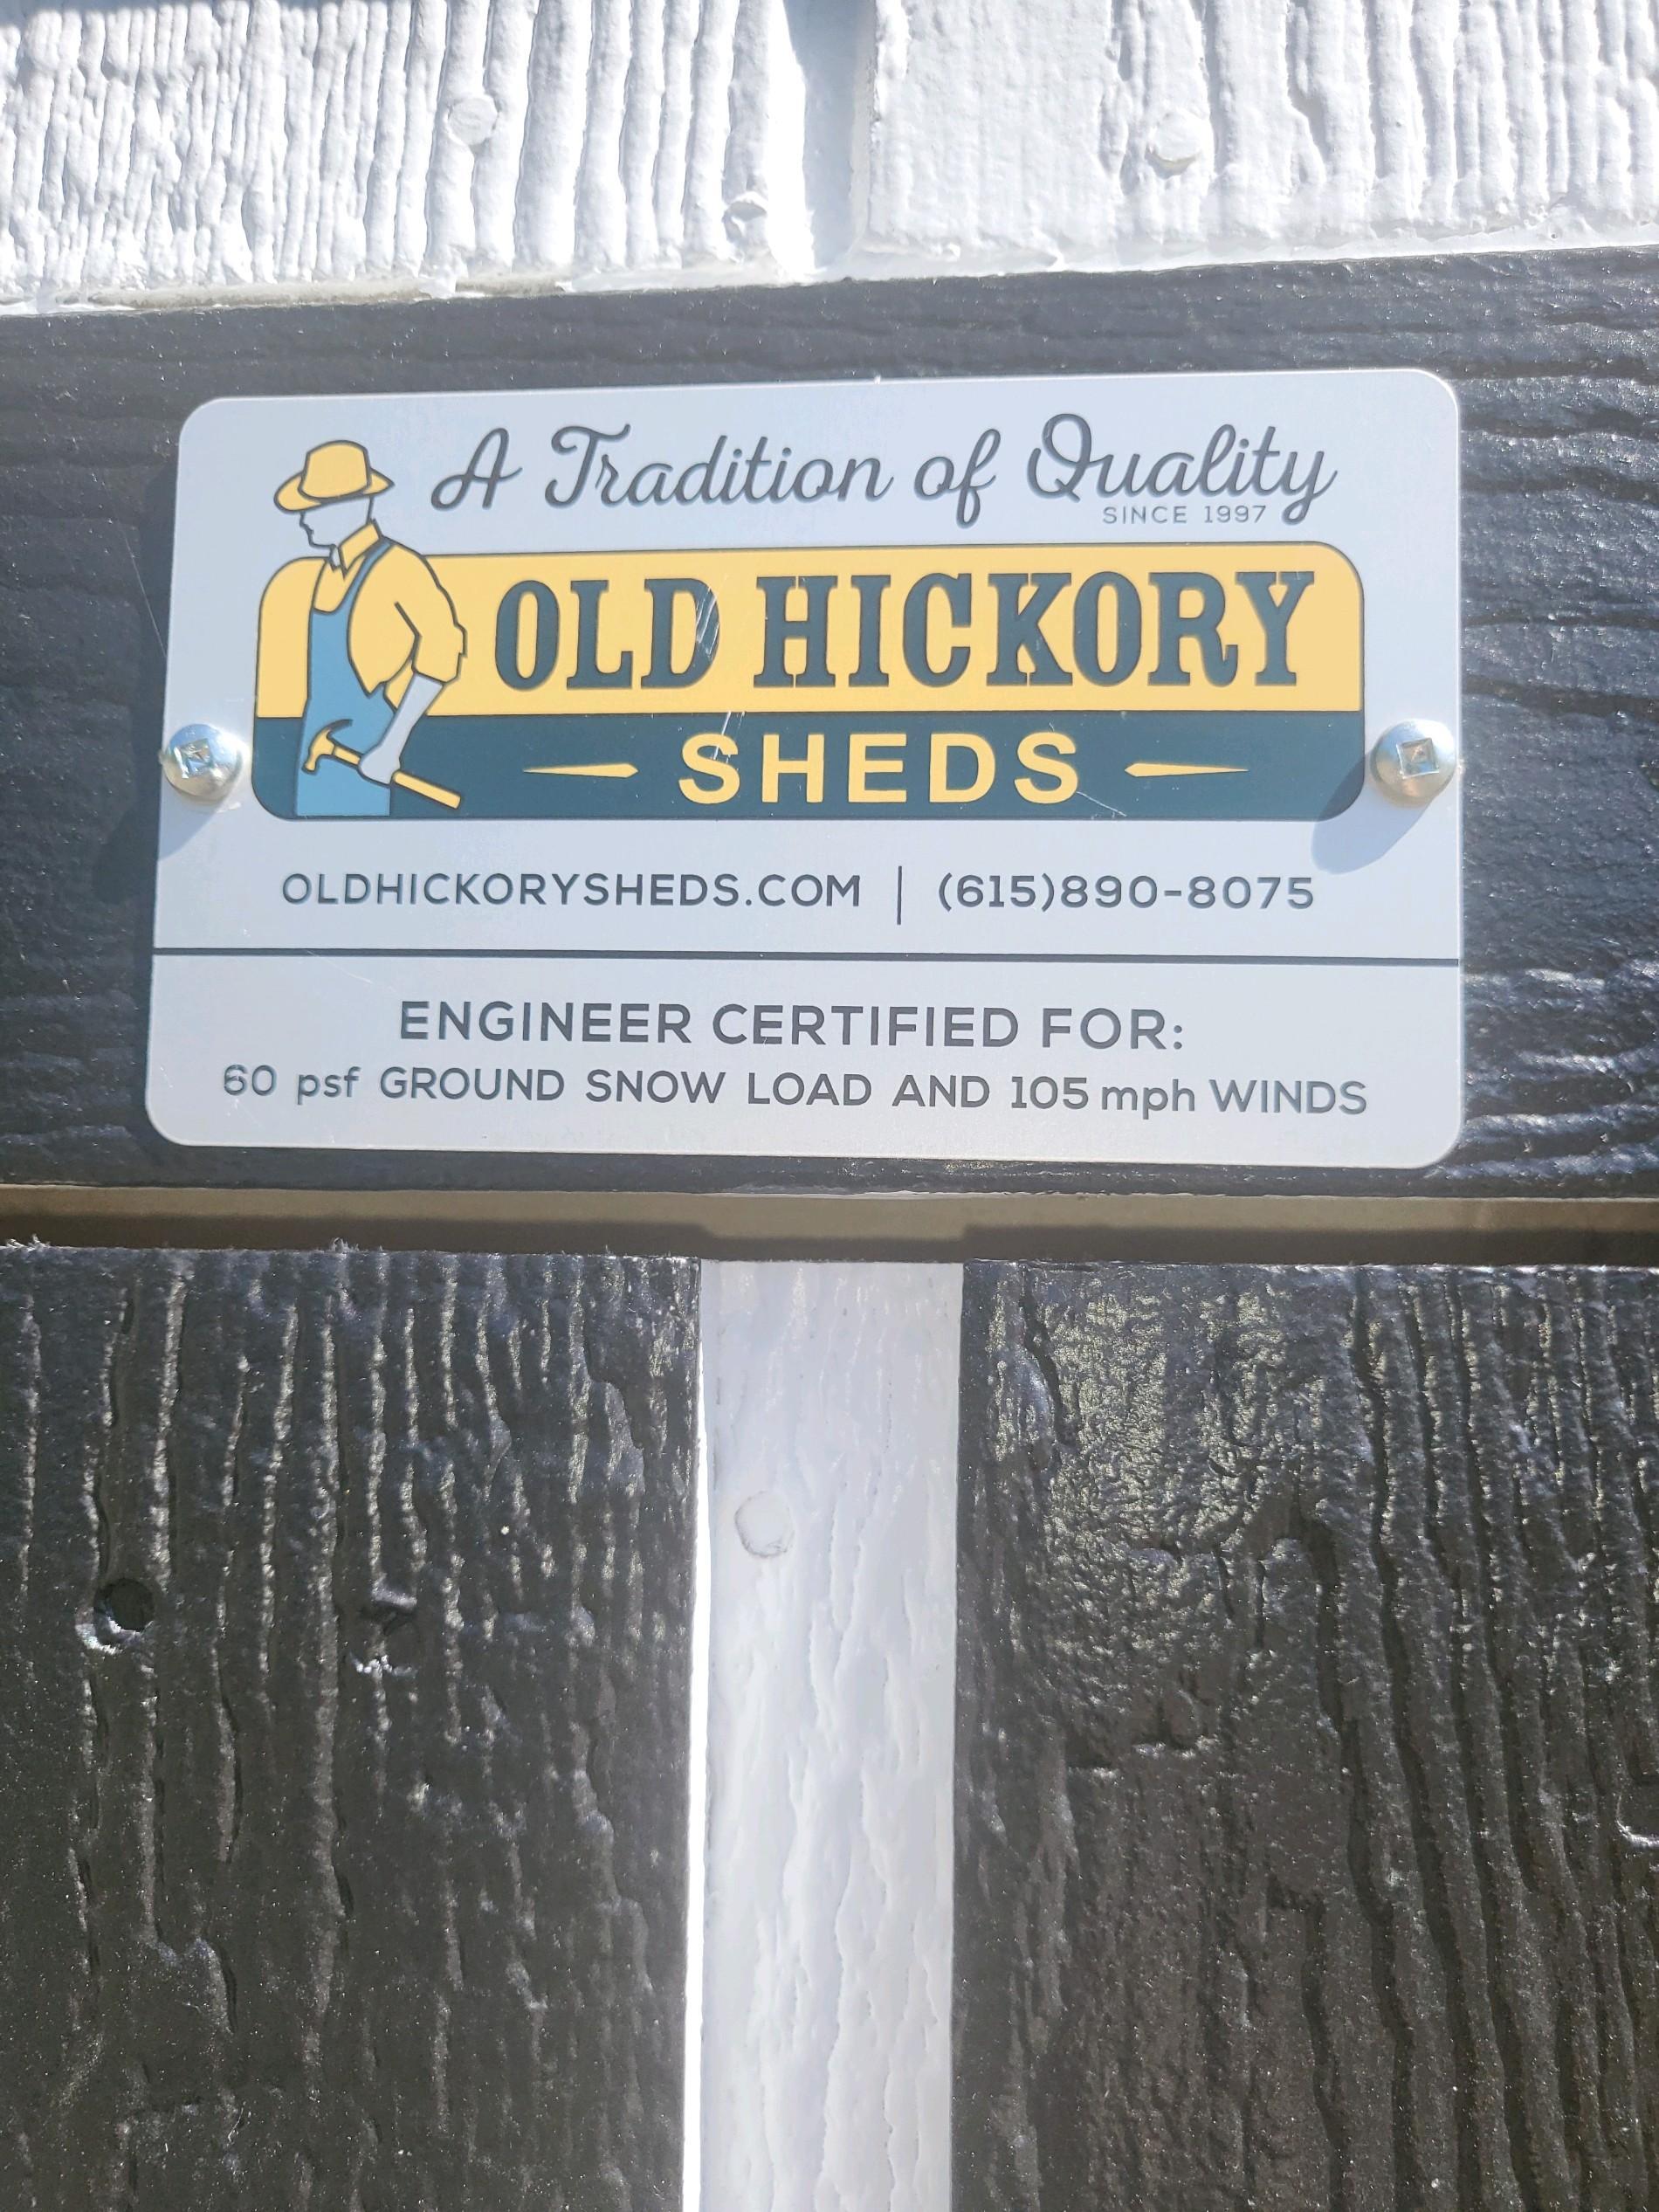 A Tradition of Quality
SINCE 1997
OLD HICKORY
SHEDS
OLDHICKORYSHEDS.COM | (615)890-8075
ENGINEER CERTIFIED FOR:
60 psf GROUND SNOW LOAD AND 105 mph WINDS